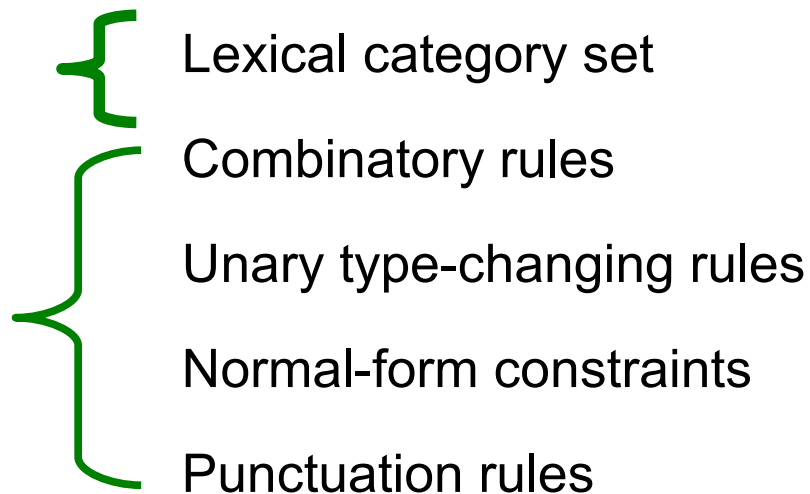 Lexical category set
Combinatory rules
Unary type-changing rules
Normal-form constraints
Punctuation rules